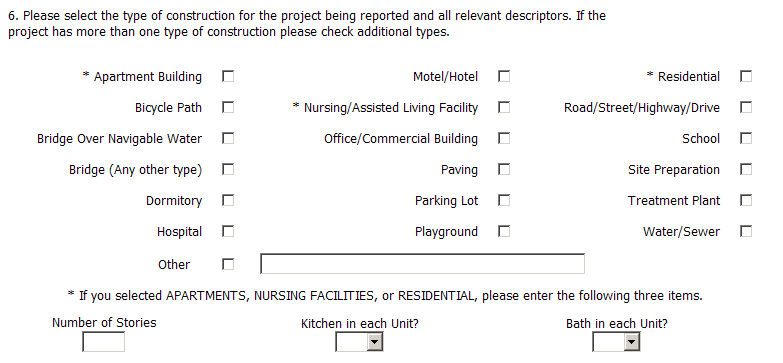 6. Please select the type of construction for the project being reported and all relevant descriptors. If the
project has more than one type of construction please check additional types.
* Apartment Building
Motel/Hotel
* Residential
Bicycle Path
* Nursing/Assisted Living Facility
Road/Street/Highway/Drive
Bridge Over Navigable Water
Office/Commercial Building
School
Bridge (Any other type)
Paving
Site Preparation
Dormitory
Parking Lot
Treatment Plant
Hospital
Playground
Water/Sewer
Other
* If you selected APARTMENTS, NURSING FACILITIES, or RESIDENTIAL, please enter the following three items.
Number of Stories
Kitchen in each Unit?
Bath in each Unit?